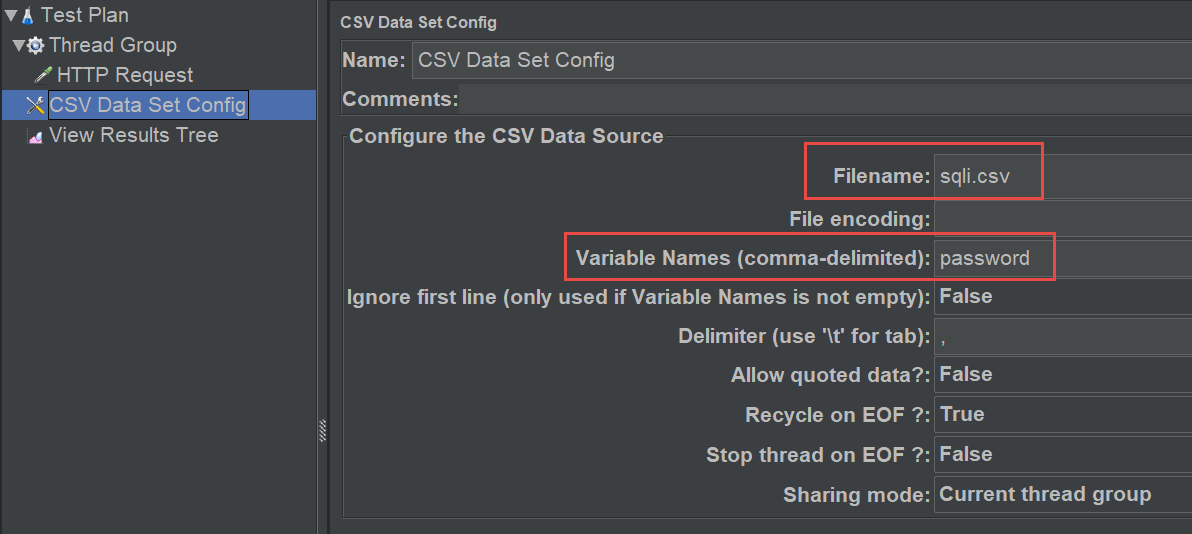 Test Plan
Thread Group
HTTP Request
CSV Data Set Config
View Results Tree
CSV Data Set Config
Name: CSV Data Set Config
Comments:
Configure the CSV Data Source
Filename: sqli.csv
File encoding:
Variable Names (comma-delimited): password
Ignore first line (only used if Variable Names is not empty): False
Delimiter (use '\t' for tab): ,
Allow quoted data?: False
Recycle on EOF ?: True
Stop thread on EOF ?: False
Sharing mode: Current thread group